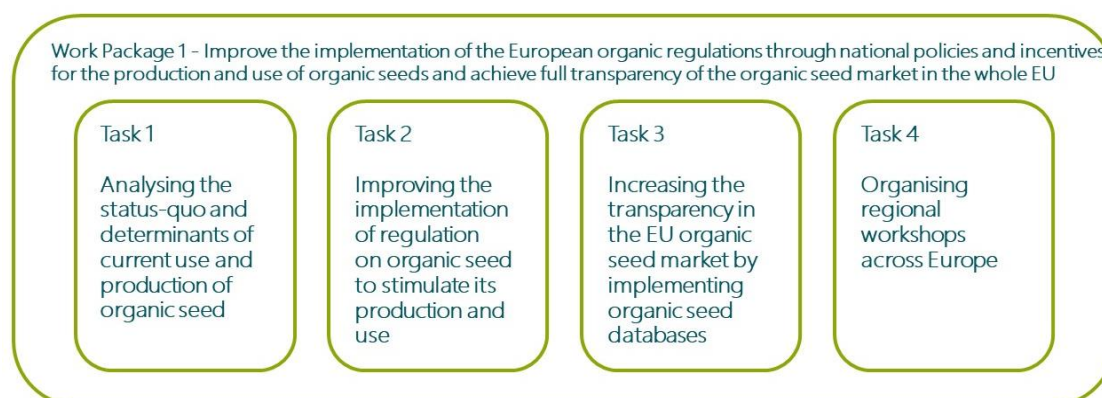 Work Package 1 - Improve the implementation of the European organic regulations through national policies and incentives
for the production and use of organic seeds and achieve full transparency of the organic seed market in the whole EU
Task 1
Analysing the
status-quo and
determinants of
current use and
production of
organic seed
Task 2
Improving the
implementation
of regulation
on organic seed
to stimulate its
production and
use
Task 3
Increasing the
transparency in
the EU organic
seed market by
implementing
organic seed
databases
Task 4
Organising
regional
workshops
across Europe